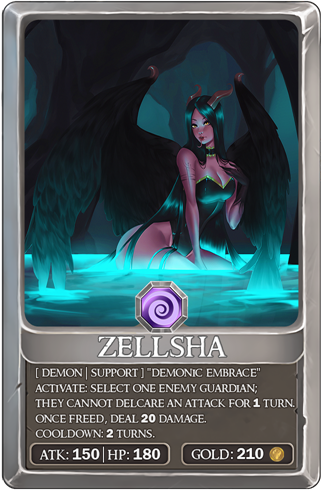 ZELLSHA
[ DEMON | SUPPORT ] "DEMONIC EMBRACE"
ACTIVATE: SELECT ONE ENEMY GUARDIAN;
THEY CANNOT DELCARE AN ATTACK FOR 1 TURN.
ONCE FREED, DEAL 20 DAMAGE.
COOLDOWN: 2 TURNS.
ATK: 150 | HP: 180 GOLD: 210